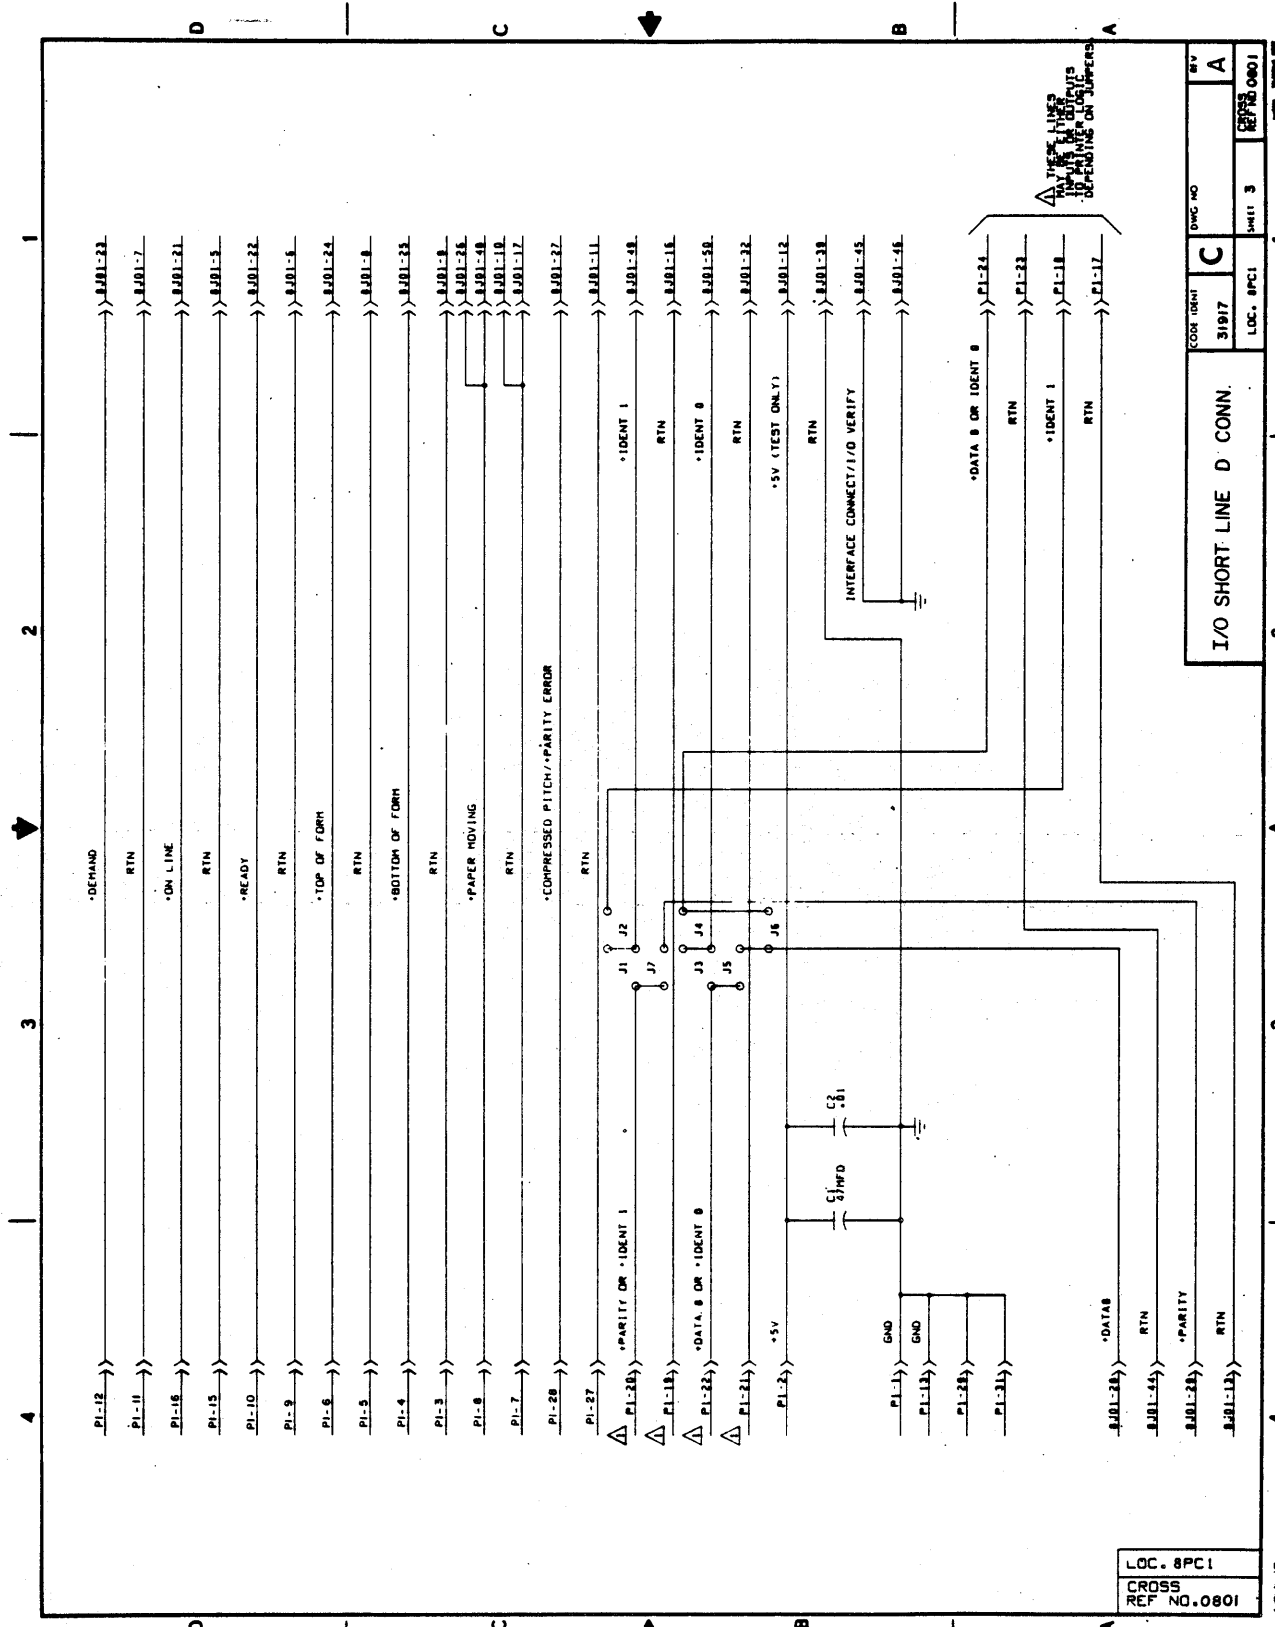 D
C
B
A
1
2
3
4
P1-12
+DEMAND
8J01-23
P1-11
RTN
8J01-7
P1-16
+ON LINE
8J01-21
P1-15
RTN
8J01-5
P1-10
+READY
8J01-22
P1-9
RTN
8J01-6
P1-6
+TOP OF FORM
8J01-24
P1-5
RTN
8J01-8
P1-4
+BOTTOM OF FORM
8J01-25
P1-3
RTN
8J01-9
8J01-26
P1-8
+PAPER MOVING
8J01-40
8J01-10
P1-7
RTN
8J01-17
P1-28
+COMPRESSED PITCH/+PARITY ERROR
8J01-27
P1-27
RTN
8J01-11
1
P1-20
+PARITY OR +IDENT 1
J1
J2
+IDENT 1
8J01-49
1
P1-19
J7
RTN
8J01-16
1
P1-22
+DATA 8 OR +IDENT 0
J3
J4
+IDENT 0
8J01-50
1
P1-21
J5
J6
RTN
8J01-32
P1-2
+5V
+5V (TEST ONLY)
8J01-12
C1
47MFD
C2
.01
RTN
8J01-39
INTERFACE CONNECT/I/O VERIFY
8J01-45
P1-1
GND
8J01-46
P1-13
GND
P1-29
P1-31
+DATA 8 OR IDENT 0
P1-24
RTN
P1-23
+IDENT 1
P1-18
RTN
P1-17
1 THESE LINES
MAY BE EITHER
INPUTS OR OUTPUTS
TO PRINTER LOGIC
DEPENDING ON JUMPERS
8J01-28
+DATA8
8J01-44
RTN
8J01-29
+PARITY
8J01-13
RTN
I/O SHORT LINE D CONN.
CODE IDENT
31917
C
DWG NO
REV
A
LOC. 8PC1
SHEET 3
CROSS
REF NO 0801
LOC. 8PC1
CROSS
REF NO.0801